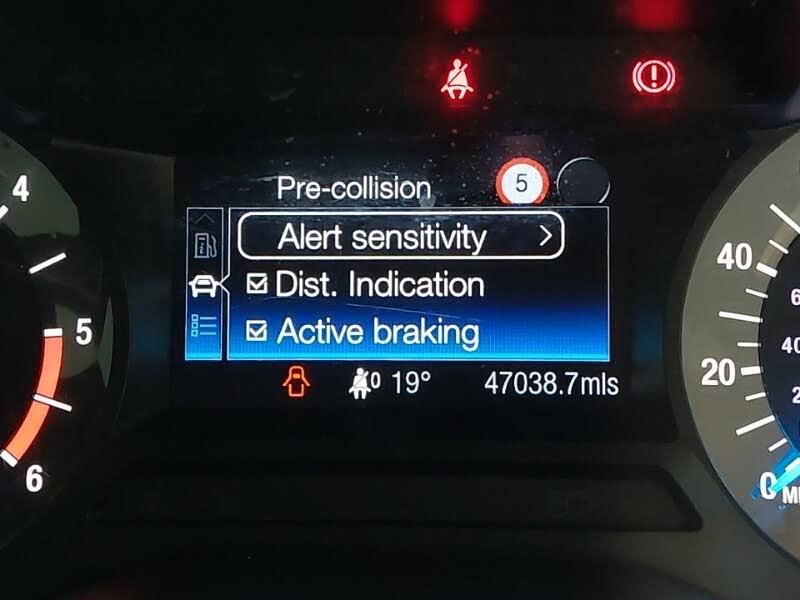 Pre-collision 5
Alert sensitivity >
Dist. Indication
Active braking
0 19° 47038.7mls
4
5
6
40
20
0